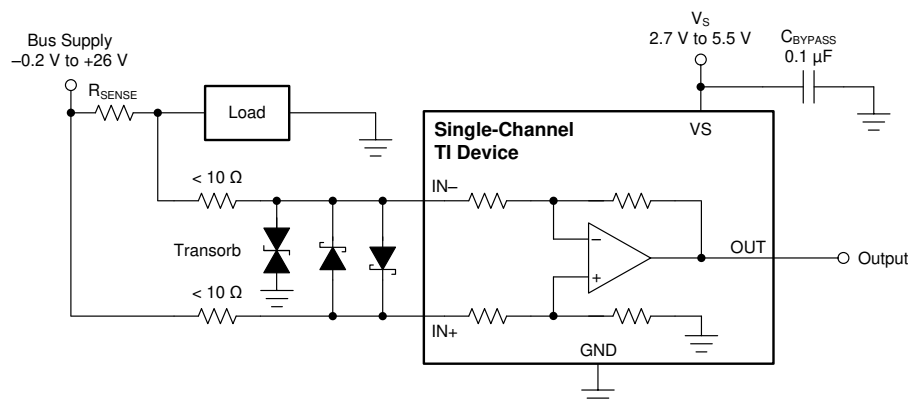 Bus Supply
–0.2 V to +26 V
RSENSE
Load
VS
2.7 V to 5.5 V
CBYPASS
0.1 µF
Single-Channel
TI Device
VS
< 10 Ω
IN–
Transorb
–
+
OUT
Output
< 10 Ω
IN+
GND